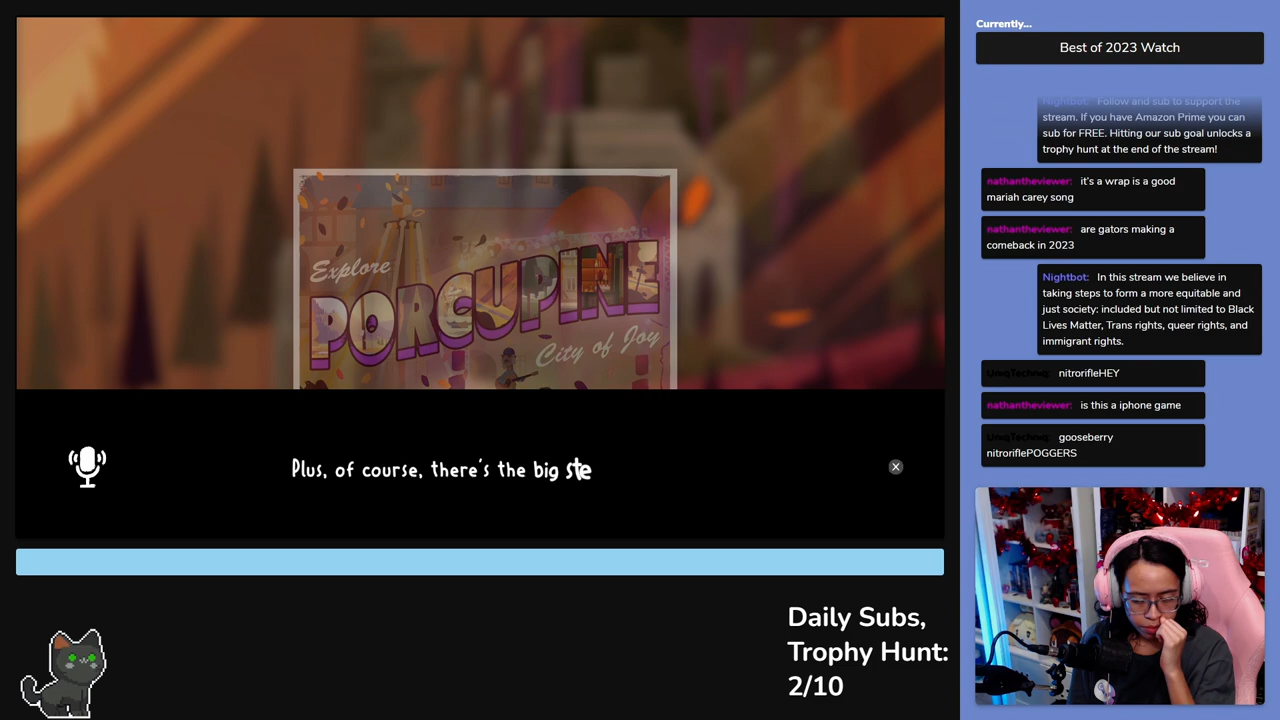 Explore
PORCUPINE
City of Joy
Plus, of course, there's the big ste
Daily Subs,
Trophy Hunt:
2/10
Currently...
Best of 2023 Watch
Nightbot: Follow and sub to support the
stream. If you have Amazon Prime you can
sub for FREE. Hitting our sub goal unlocks a
trophy hunt at the end of the stream!
nathantheviewer: it's a wrap is a good
mariah carey song
nathantheviewer: are gators making a
comeback in 2023
Nightbot: In this stream we believe in
taking steps to form a more equitable and
just society: included but not limited to Black
Lives Matter, Trans rights, queer rights, and
immigrant rights.
UniqTechniq: nitrorifleHEY
nathantheviewer: is this a iphone game
UniqTechniq: gooseberry
nitroriflePOGGERS